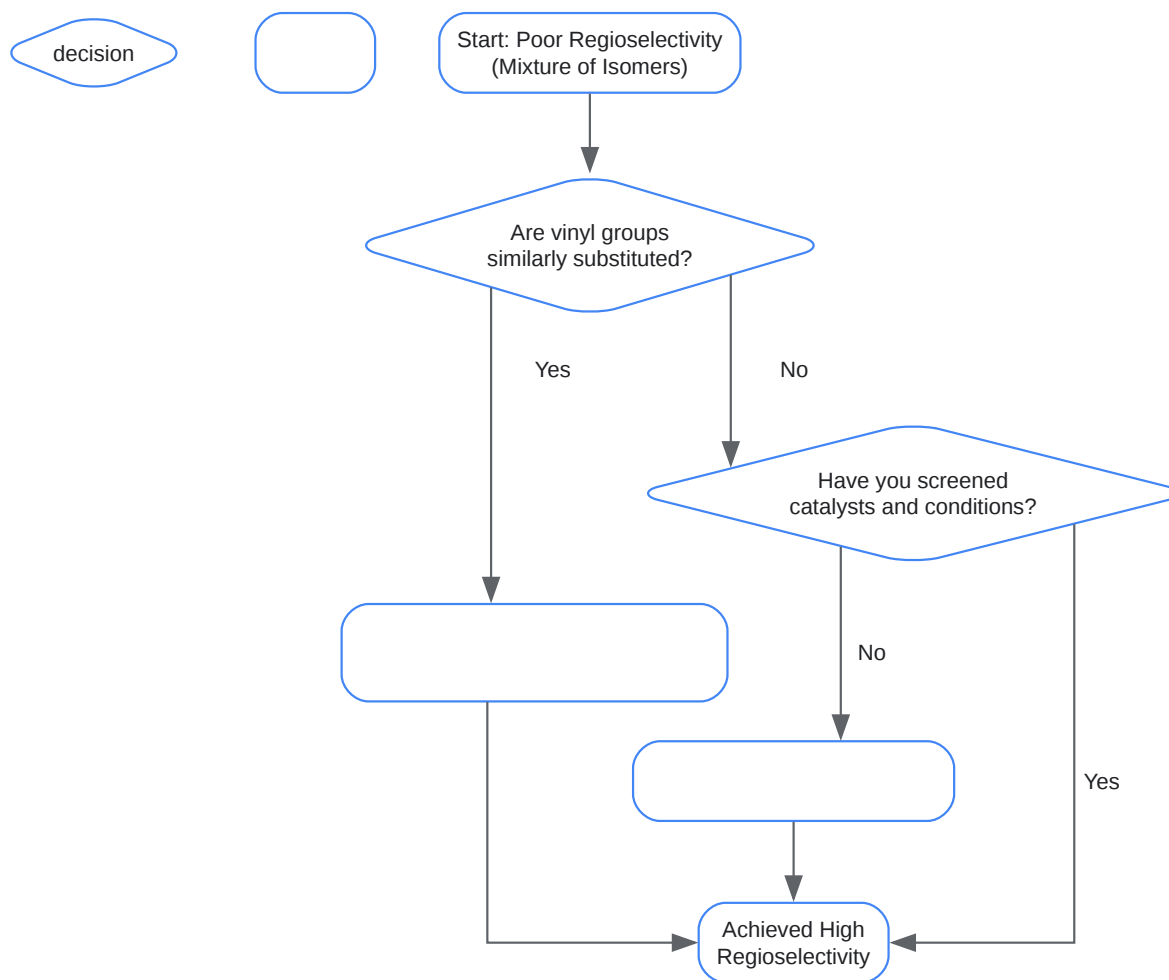 decision
Start: Poor Regioselectivity
(Mixture of Isomers)
Are vinyl groups
similarly substituted?
Yes
No
Have you screened
catalysts and conditions?
No
Yes
Achieved High
Regioselectivity